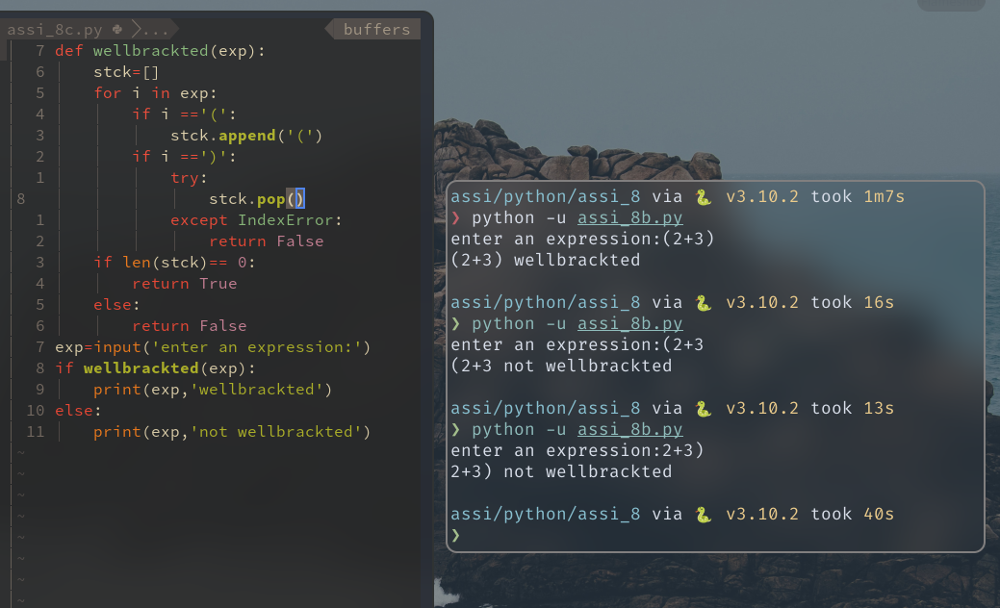 assi_8c.py ...
buffers
7 def wellbrackted(exp):
6     stck=[]
5     for i in exp:
4         if i =='(':
3             stck.append('(')
2         if i ==')':
1             try:
8                 stck.pop()
1             except IndexError:
2                 return False
3     if len(stck)== 0:
4         return True
5     else:
6         return False
7 exp=input('enter an expression:')
8 if wellbrackted(exp):
9     print(exp,'wellbrackted')
10 else:
11     print(exp,'not wellbrackted')
~
~
~
~
~
~
~
assi/python/assi_8 via 🐍 v3.10.2 took 1m7s
❯ python -u assi_8b.py
enter an expression:(2+3)
(2+3) wellbrackted
assi/python/assi_8 via 🐍 v3.10.2 took 16s
❯ python -u assi_8b.py
enter an expression:(2+3
(2+3 not wellbrackted
assi/python/assi_8 via 🐍 v3.10.2 took 13s
❯ python -u assi_8b.py
enter an expression:2+3)
2+3) not wellbrackted
assi/python/assi_8 via 🐍 v3.10.2 took 40s
❯